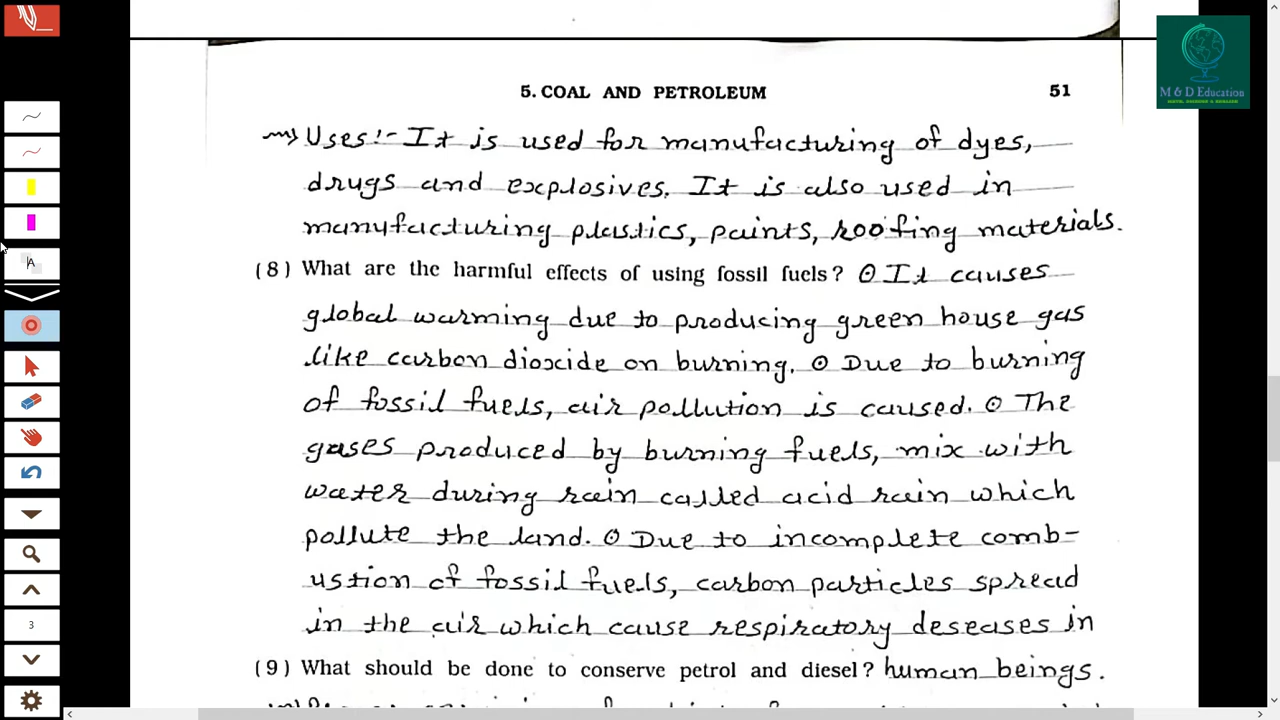 M & D Education
5. COAL AND PETROLEUM 51
Uses:- It is used for manufacturing of dyes,
drugs and explosives. It is also used in
manufacturing plastics, paints, roofing materials.
(8) What are the harmful effects of using fossil fuels? ⊙ It causes
global warming due to producing green house gas
like carbon dioxide on burning. ⊙ Due to burning
of fossil fuels, air pollution is caused. ⊙ The
gases produced by burning fuels, mix with
water during rain called acid rain which
pollute the land. ⊙ Due to incomplete comb-
ustion of fossil fuels, carbon particles spread
in the air which cause respiratory deseases in
(9) What should be done to conserve petrol and diesel? human beings.
A
3